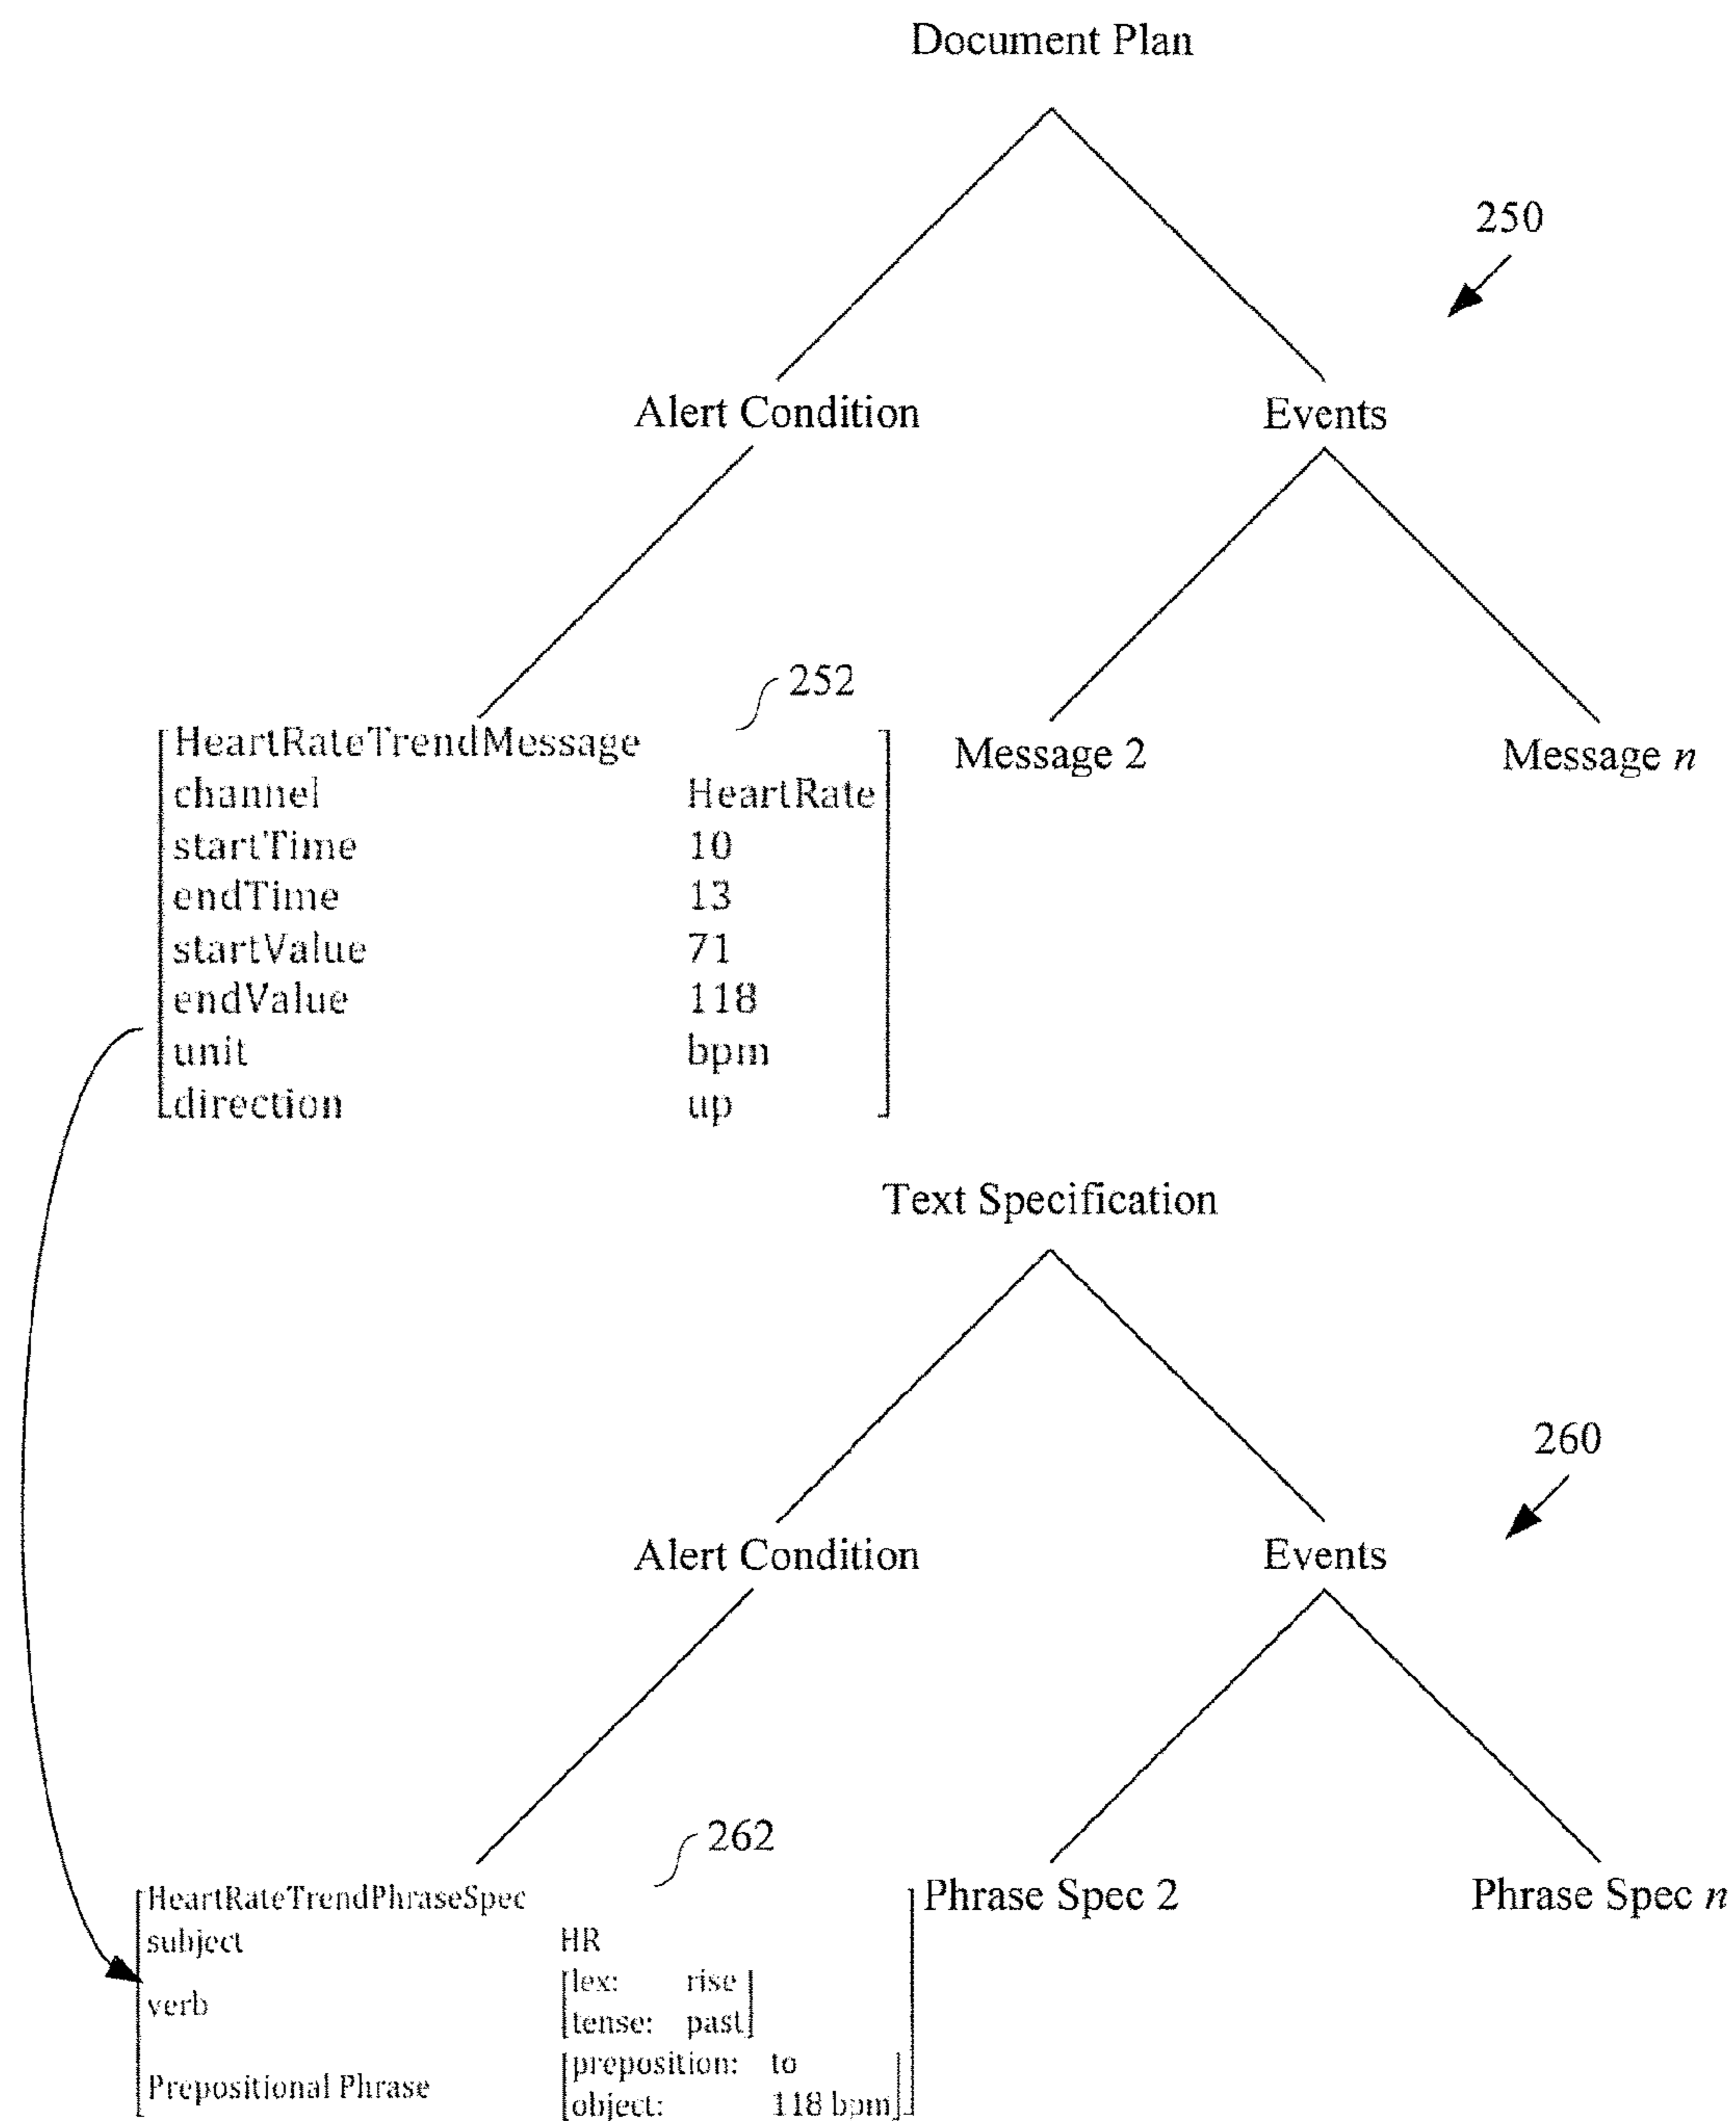 Document Plan
250
Alert Condition Events
252
HeartRateTrendMessage
channel HeartRate
startTime 10
endTime 13
startValue 71
endValue 118
unit bpm
direction up
Message 2 Message n
Text Specification
260
Alert Condition Events
262
HeartRateTrendPhraseSpec
subject HR
verb
lex: rise
tense: past
Prepositional Phrase
preposition: to
object: 118 bpm
Phrase Spec 2 Phrase Spec n